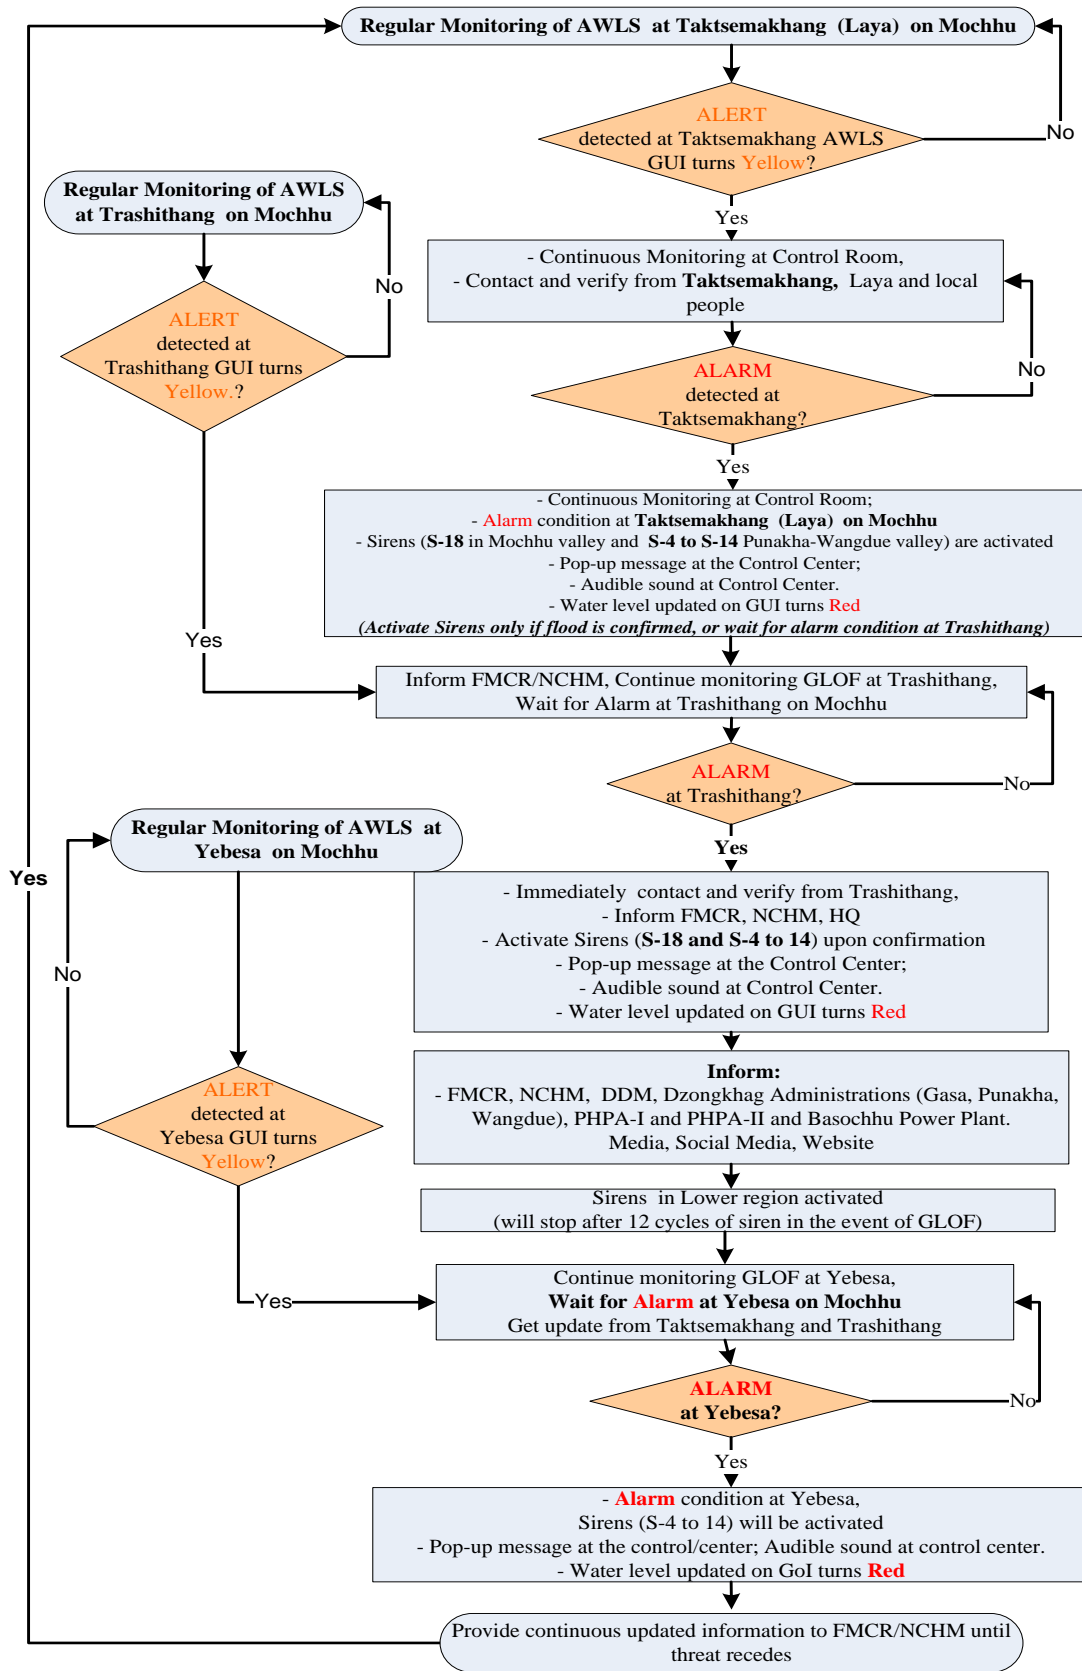 Regular Monitoring of AWLS at Taktsemakhang (Laya) on Mochhu
ALERT
detected at Taktsemakhang AWLS
GUI turns Yellow?
No
Yes
Regular Monitoring of AWLS
at Trashithang on Mochhu
No
ALERT
detected at
Trashithang GUI turns
Yellow.?
Yes
- Continuous Monitoring at Control Room,
- Contact and verify from Taktsemakhang, Laya and local
people
No
ALARM
detected at
Taktsemakhang?
Yes
- Continuous Monitoring at Control Room;
- Alarm condition at Taktsemakhang (Laya) on Mochhu
- Sirens (S-18 in Mochhu valley and S-4 to S-14 Punakha-Wangdue valley) are activated
- Pop-up message at the Control Center;
- Audible sound at Control Center.
- Water level updated on GUI turns Red
(Activate Sirens only if flood is confirmed, or wait for alarm condition at Trashithang)
Inform FMCR/NCHM, Continue monitoring GLOF at Trashithang,
Wait for Alarm at Trashithang on Mochhu
ALARM
at Trashithang?
No
Yes
Regular Monitoring of AWLS at
Yebesa on Mochhu
Yes
No
- Immediately contact and verify from Trashithang,
- Inform FMCR, NCHM, HQ
- Activate Sirens (S-18 and S-4 to 14) upon confirmation
- Pop-up message at the Control Center;
- Audible sound at Control Center.
- Water level updated on GUI turns Red
ALERT
detected at
Yebesa GUI turns
Yellow?
Inform:
- FMCR, NCHM, DDM, Dzongkhag Administrations (Gasa, Punakha,
Wangdue), PHPA-I and PHPA-II and Basochhu Power Plant.
Media, Social Media, Website
Sirens in Lower region activated
(will stop after 12 cycles of siren in the event of GLOF)
Yes
Continue monitoring GLOF at Yebesa,
Wait for Alarm at Yebesa on Mochhu
Get update from Taktsemakhang and Trashithang
ALARM
at Yebesa?
No
Yes
- Alarm condition at Yebesa,
Sirens (S-4 to 14) will be activated
- Pop-up message at the control/center; Audible sound at control center.
- Water level updated on GoI turns Red
Provide continuous updated information to FMCR/NCHM until
threat recedes